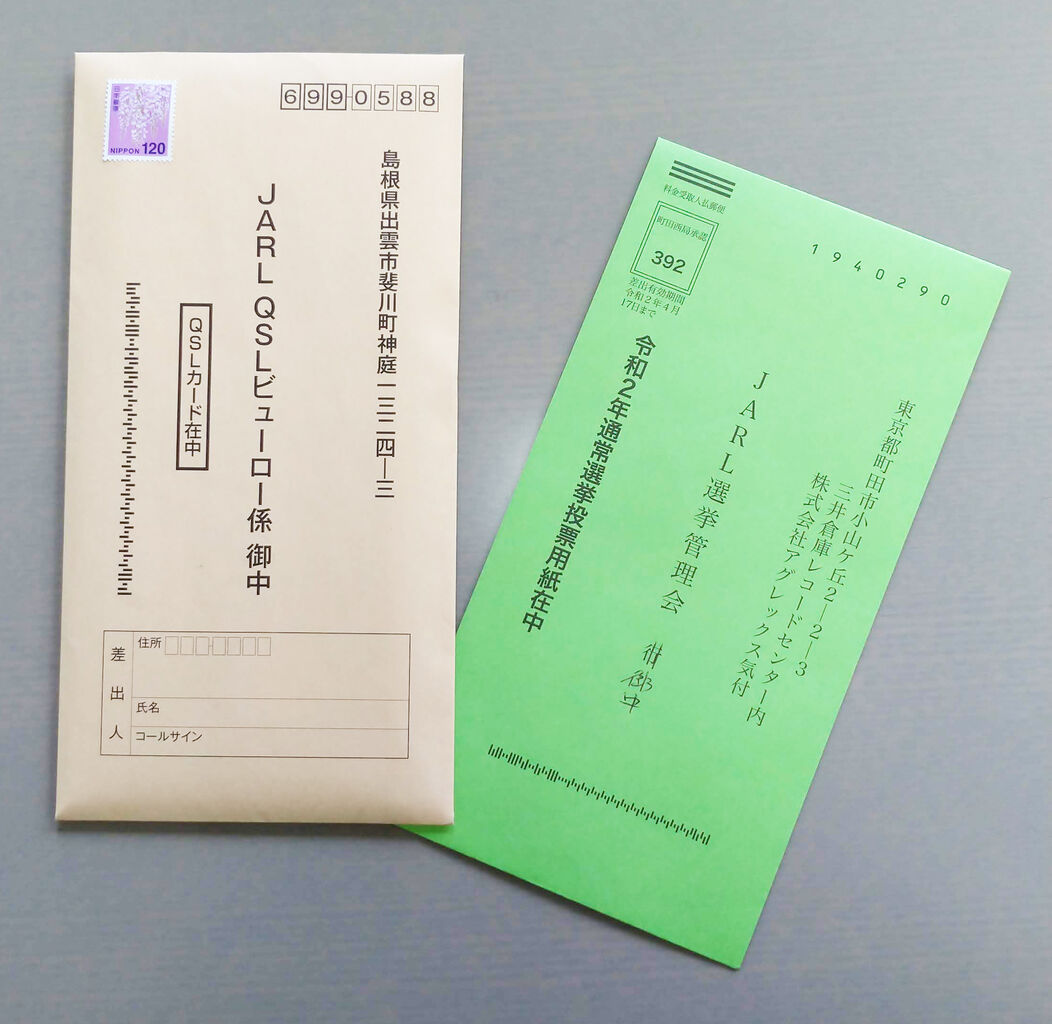 日本郵便
NIPPON 120
699-0588
島根県出雲市斐川町神庭一三二四―三
JARL QSLビューロー係 御中
QSLカード在中
差出人
住所
氏名
コールサイン
料金受取人払郵便
町田西局承認
392
差出有効期間
令和2年4月
17日まで
1940290
東京都町田市小山ケ丘2―2―3
三井倉庫レコードセンター内
株式会社アグレックス気付
JARL選挙管理会
御中
令和2年通常選挙投票用紙在中